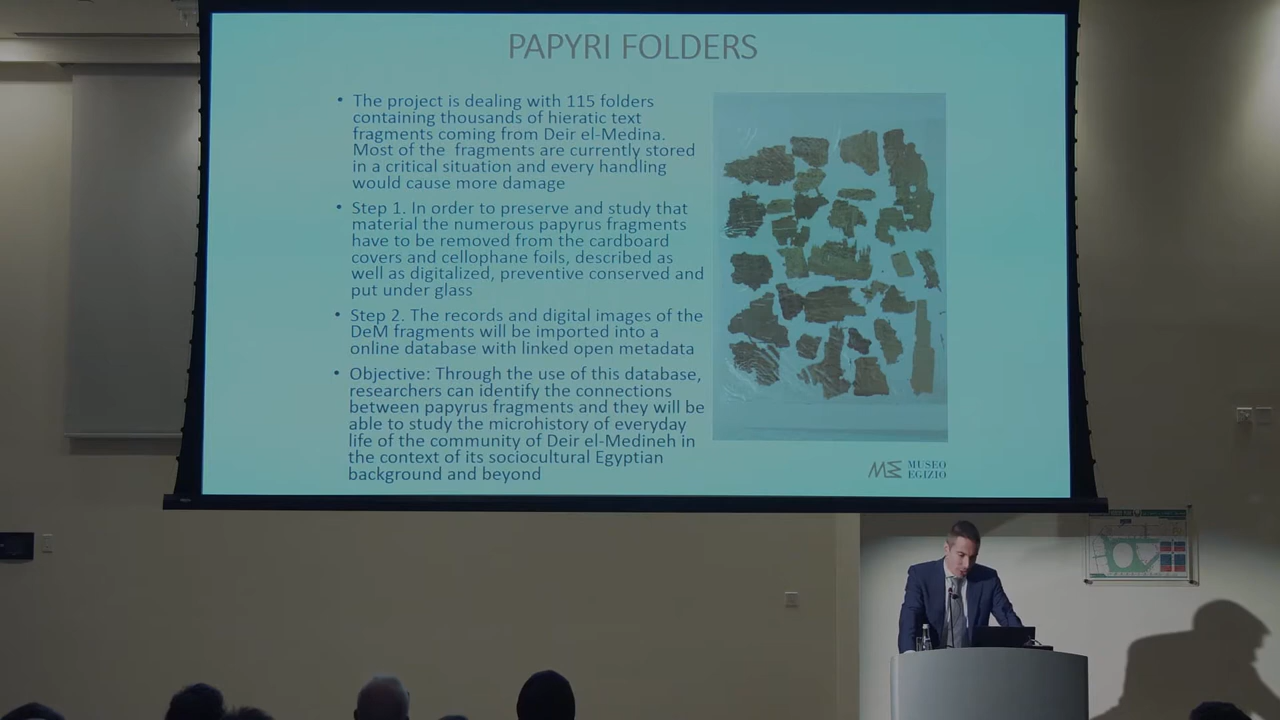 PAPYRI FOLDERS
• The project is dealing with 115 folders
containing thousands of hieratic text
fragments coming from Deir el-Medina.
Most of the fragments are currently stored
in a critical situation and every handling
would cause more damage
• Step 1. In order to preserve and study that
material the numerous papyrus fragments
have to be removed from the cardboard
covers and cellophane foils, described as
well as digitalized, preventive conserved and
put under glass
• Step 2. The records and digital images of the
DeM fragments will be imported into a
online database with linked open metadata
• Objective: Through the use of this database,
researchers can identify the connections
between papyrus fragments and they will be
able to study the microhistory of everyday
life of the community of Deir el-Medineh in
the context of its sociocultural Egyptian
background and beyond
ME MUSEO
EGIZIO